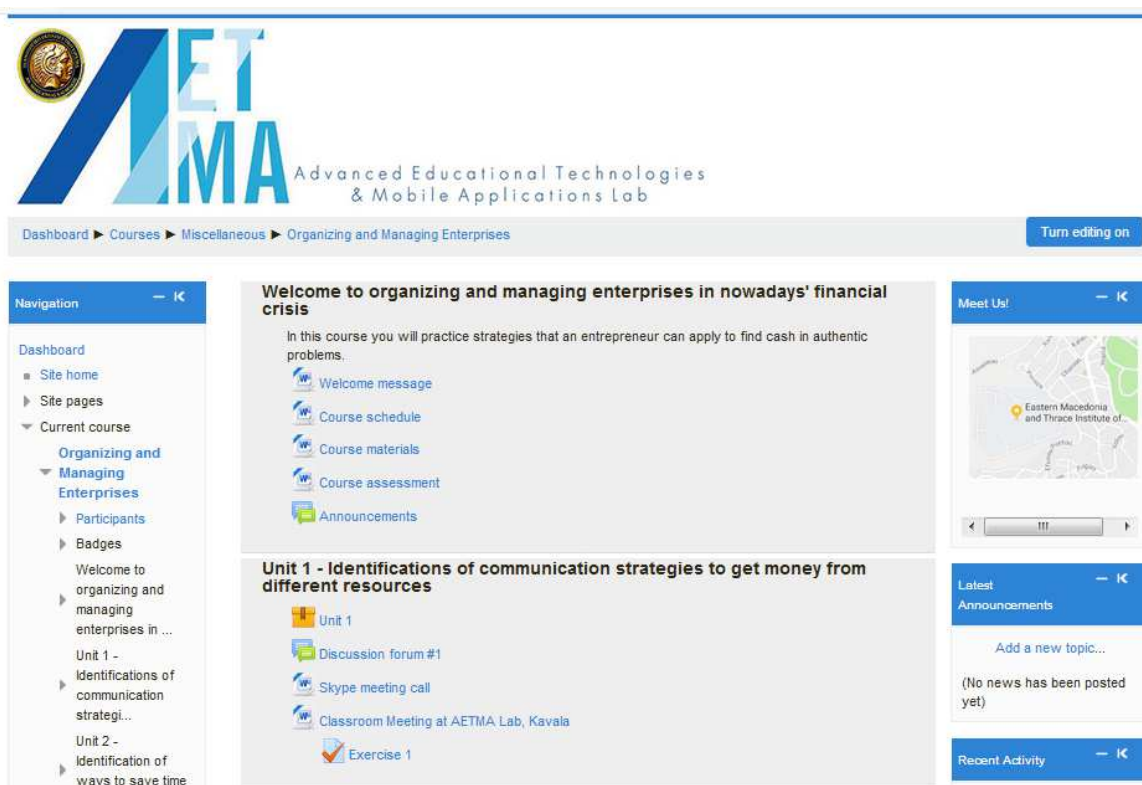 ET
MA
Advanced Educational Technologies
& Mobile Applications Lab
Dashboard ► Courses ► Miscellaneous ► Organizing and Managing Enterprises
Turn editing on
Navigation
Dashboard
Site home
Site pages
Current course
Organizing and
Managing
Enterprises
Participants
Badges
Welcome to
organizing and
managing
enterprises in ...
Unit 1 -
Identifications of
communication
strategi...
Unit 2 -
Identification of
ways to save time
Welcome to organizing and managing enterprises in nowadays' financial
crisis
In this course you will practice strategies that an entrepreneur can apply to find cash in authentic
problems.
Welcome message
Course schedule
Course materials
Course assessment
Announcements
Unit 1 - Identifications of communication strategies to get money from
different resources
Unit 1
Discussion forum #1
Skype meeting call
Classroom Meeting at AETMA Lab, Kavala
Exercise 1
Meet Us!
Eastern Macedonia
and Thrace Institute of...
Latest
Announcements
Add a new topic...
(No news has been posted
yet)
Recent Activity